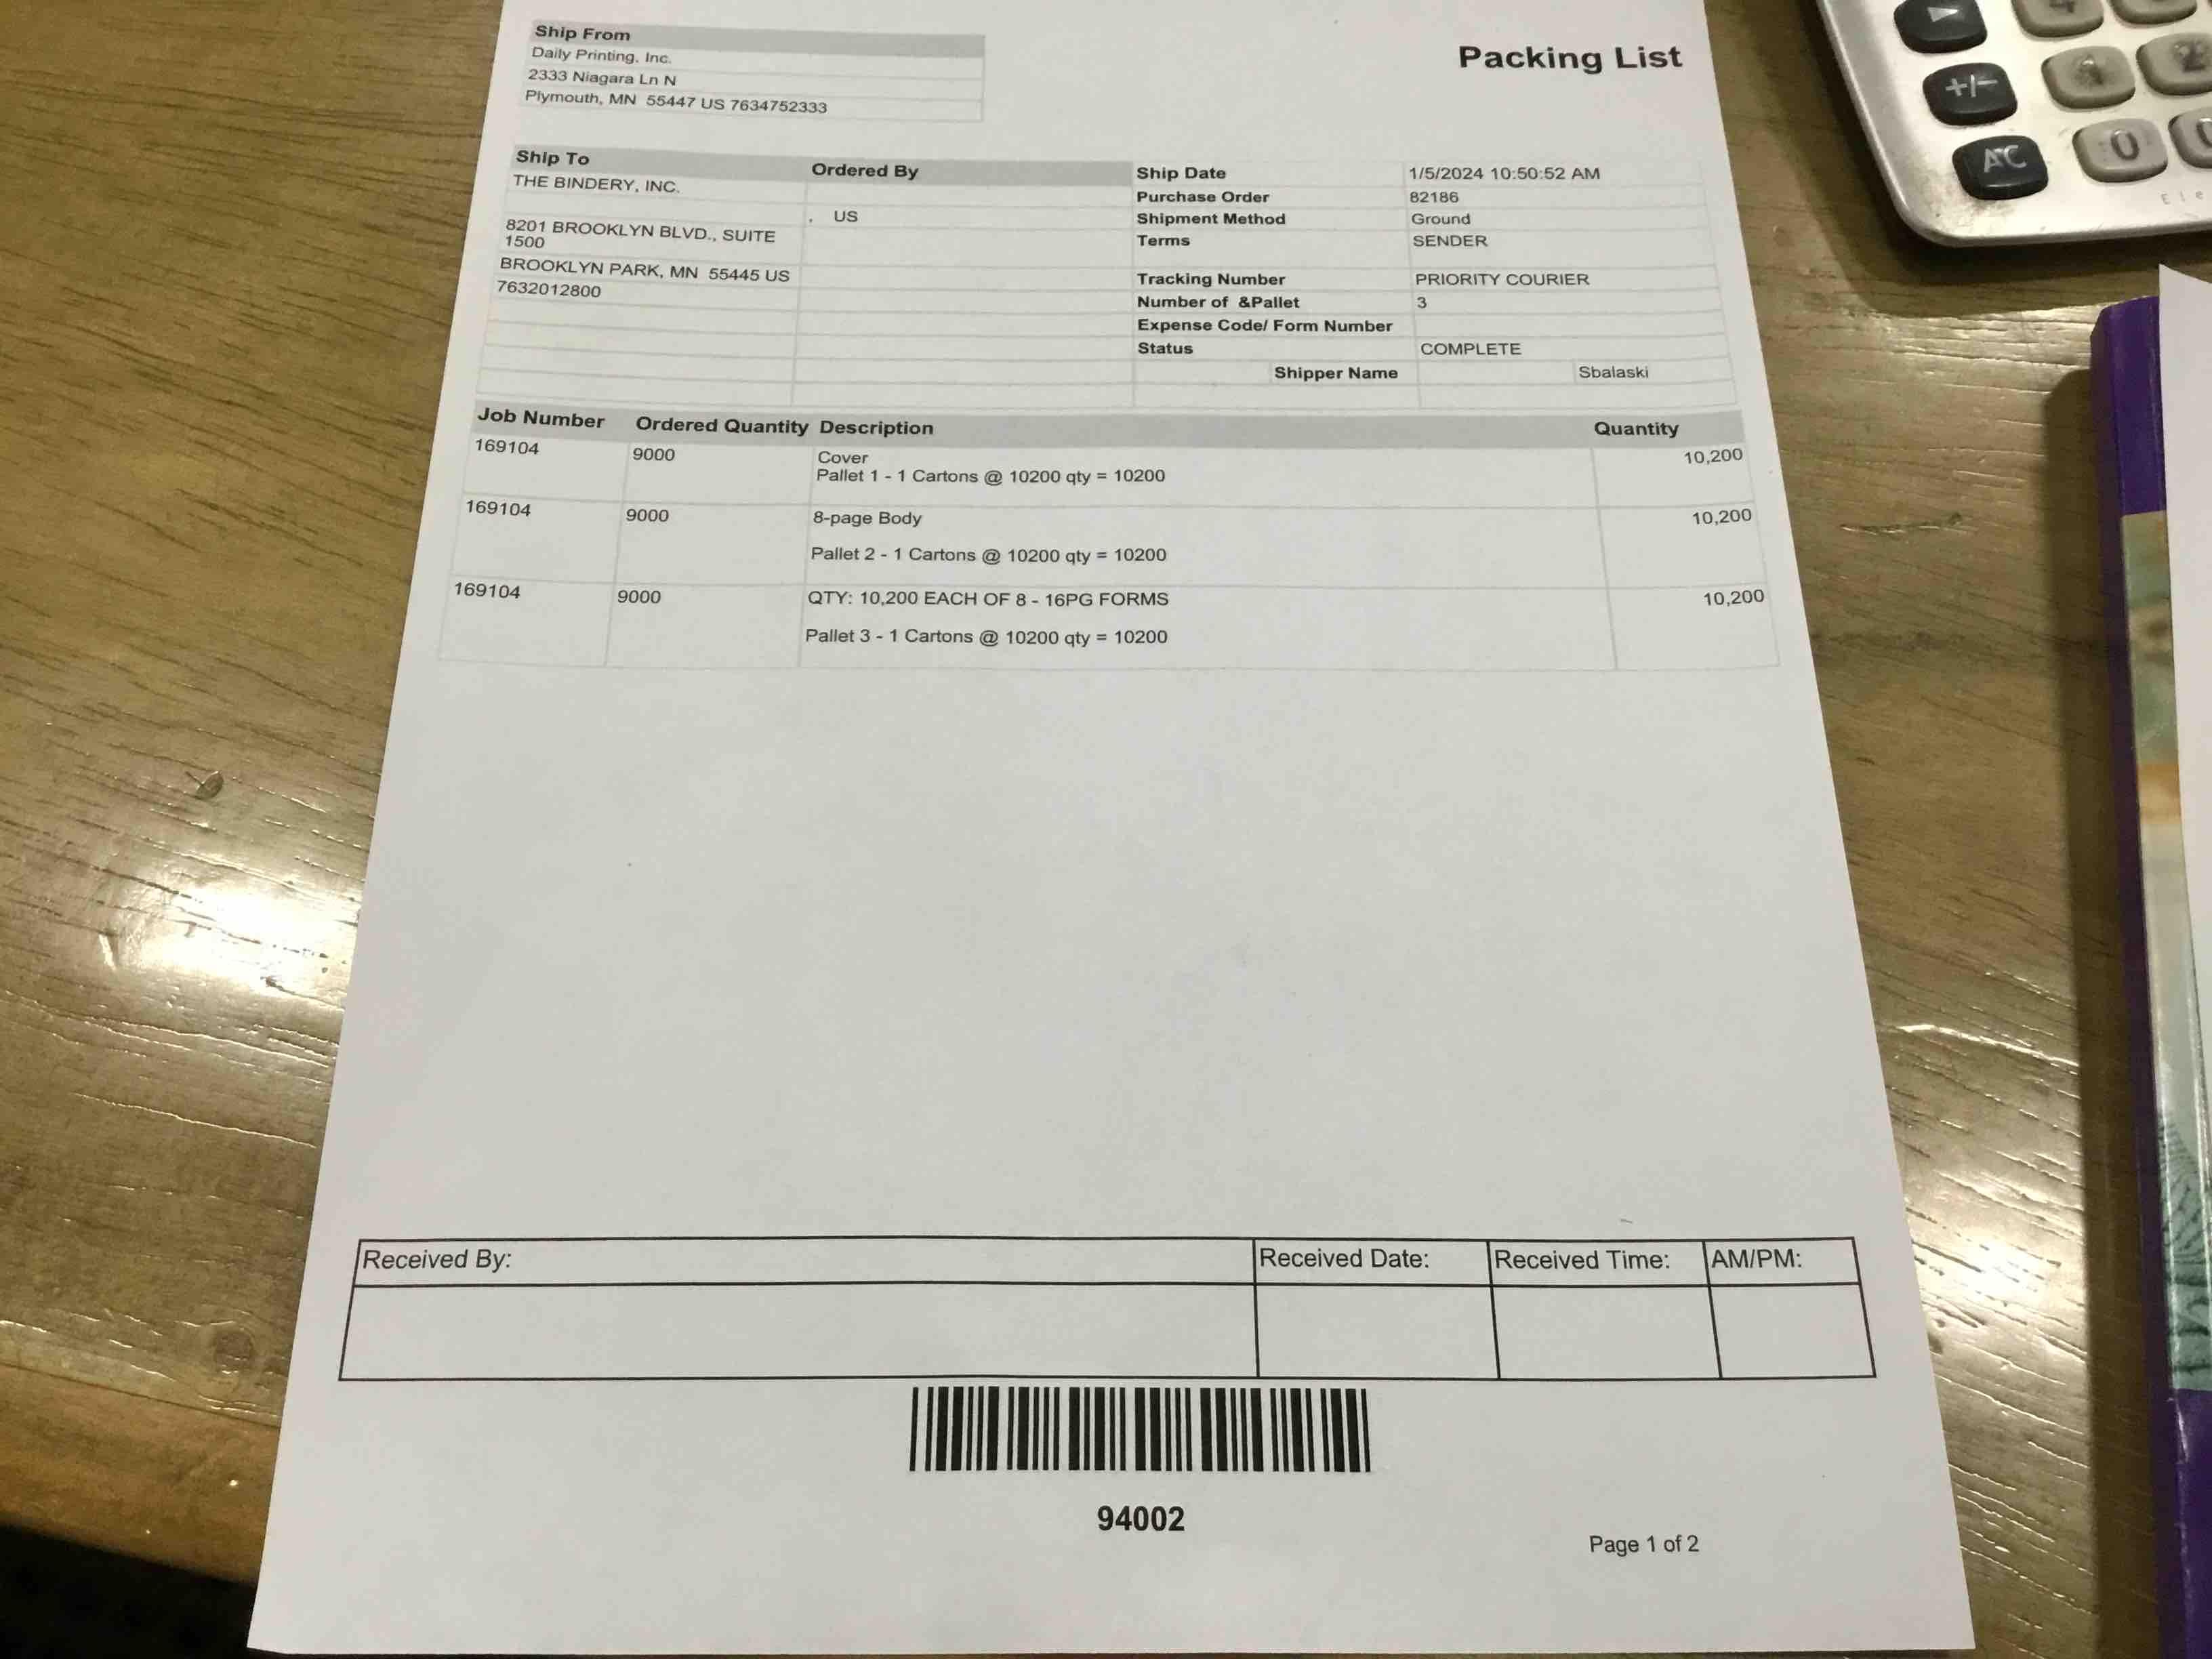 Packing List
Ship From
Daily Printing, Inc.
2333 Niagara Ln N
Plymouth, MN 55447 US 7634752333
Ship To
THE BINDERY, INC.
8201 BROOKLYN BLVD., SUITE
1500
BROOKLYN PARK, MN 55445 US
7632012800
Ordered By
, US
Ship Date 1/5/2024 10:50:52 AM
Purchase Order 82186
Shipment Method Ground
Terms SENDER
Tracking Number PRIORITY COURIER
Number of &Pallet 3
Expense Code/ Form Number
Status COMPLETE
Shipper Name Sbalaski
Job Number Ordered Quantity Description Quantity
169104 9000 Cover 10,200
Pallet 1 - 1 Cartons @ 10200 qty = 10200
169104 9000 8-page Body 10,200
Pallet 2 - 1 Cartons @ 10200 qty = 10200
169104 9000 QTY: 10,200 EACH OF 8 - 16PG FORMS 10,200
Pallet 3 - 1 Cartons @ 10200 qty = 10200
Received By: Received Date: Received Time: AM/PM:
94002
Page 1 of 2
+/-
AC 0